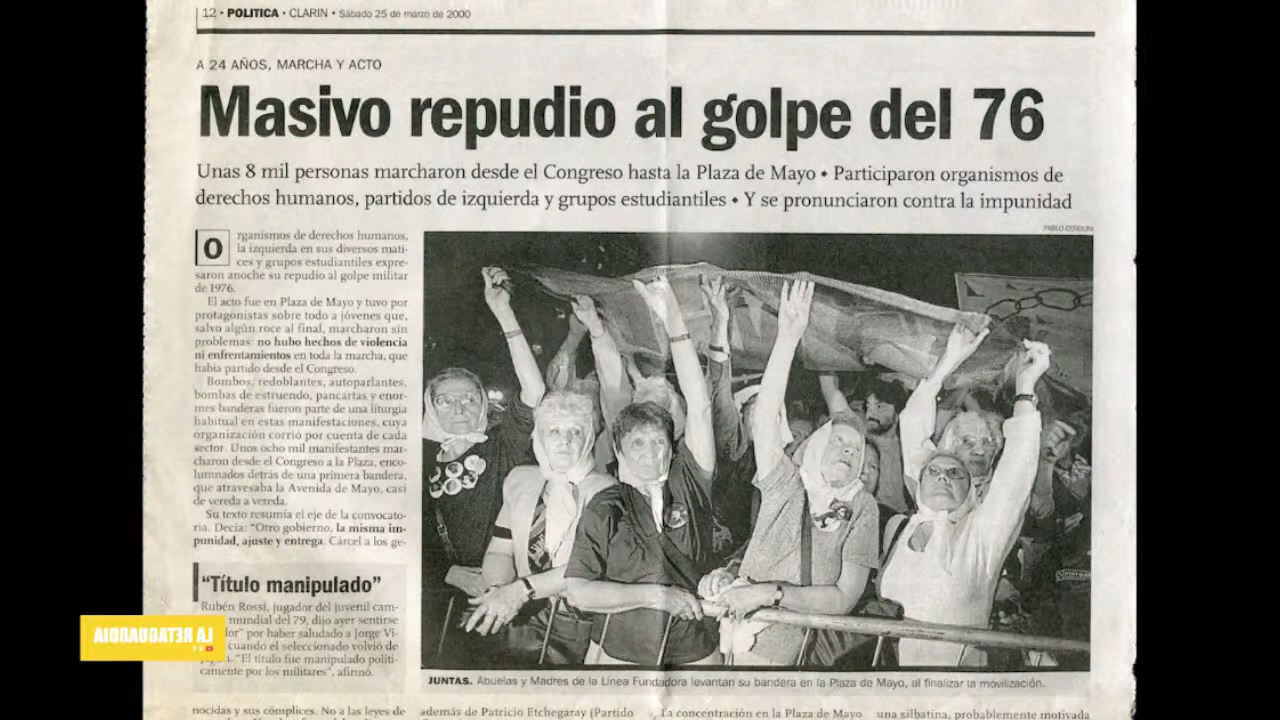 12 • POLITICA • CLARIN • Sábado 25 de marzo de 2000
A 24 AÑOS, MARCHA Y ACTO
Masivo repudio al golpe del 76
Unas 8 mil personas marcharon desde el Congreso hasta la Plaza de Mayo • Participaron organismos de
derechos humanos, partidos de izquierda y grupos estudiantiles • Y se pronunciaron contra la impunidad
Organismos de derechos humanos,
la izquierda en sus diversos mati-
ces y grupos estudiantiles expre-
saron anoche su repudio al golpe militar
de 1976.
El acto fue en Plaza de Mayo y tuvo por
protagonistas sobre todo a jóvenes que,
salvo algún roce al final, marcharon sin
problemas: no hubo hechos de violencia
ni enfrentamientos en toda la marcha, que
había partido desde el Congreso.
Bombos, redoblantes, autoparlantes,
bombas de estruendo, pancartas y enor-
mes banderas fueron parte de una liturgia
habitual en estas manifestaciones, cuya
organización corrió por cuenta de cada
sector. Unos ocho mil manifestantes mar-
charon desde el Congreso a la Plaza, enco-
lumnados detrás de una primera bandera,
que atravesaba la Avenida de Mayo, casi
de vereda a vereda.
Su texto resumía el eje de la convocato-
ria. Decía: "Otro gobierno, la misma im-
punidad, ajuste y entrega. Cárcel a los ge-
"Título manipulado"
Rubén Rossi, jugador del juvenil cam-
mundial del 79, dijo ayer sentirse
dor" por haber saludado a Jorge Vi-
cuando el seleccionado volvió de
"El título fue manipulado políti-
camente por los militares", afirmó.
LA RETAGUARDIA
JUNTAS. Abuelas y Madres de la Línea Fundadora levantan su bandera en la Plaza de Mayo, al finalizar la movilización.
nocidas y sus cómplices. No a las leyes de
además de Patricio Etchegaray (Partido
La concentración en la Plaza de Mayo
una silbatina, probablemente motivada